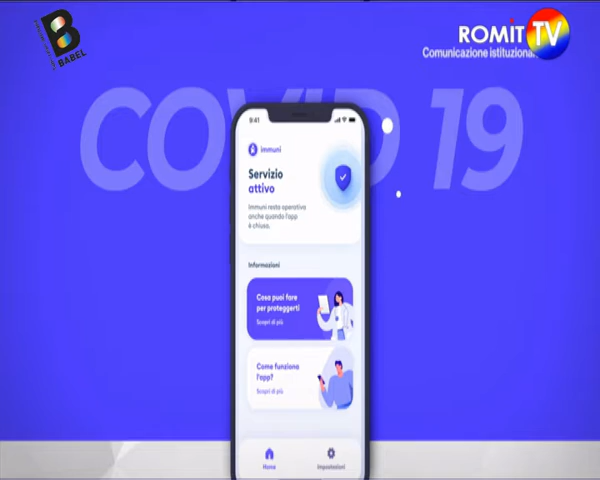 BABEL
ROMIT TV
Comunicazione istituzional
COVID 19
9:41
immuni
Servizio
attivo
Immuni resta operativa
anche quando l'app
è chiusa.
Informazioni
Cosa puoi fare
per proteggerti
Scopri di più
Come funziona
l'app?
Scopri di più
Home
Impostazioni